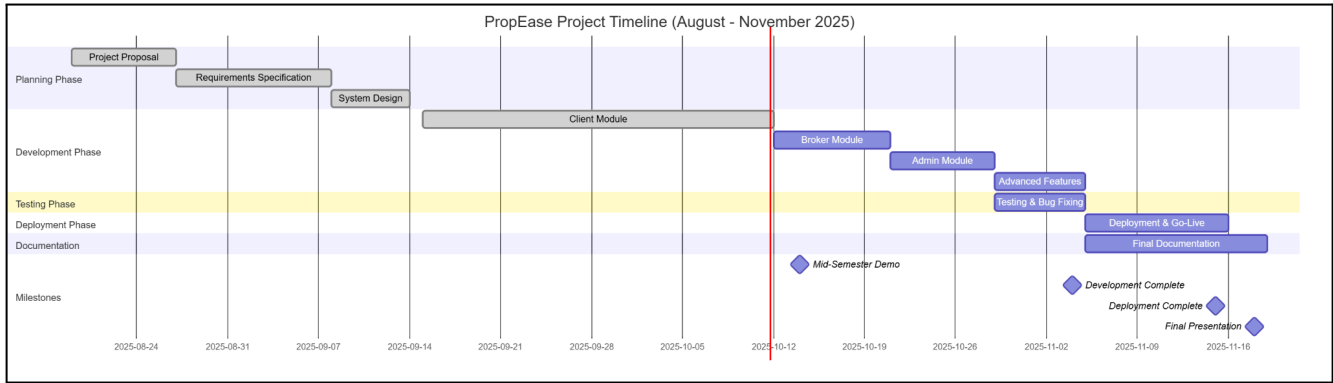 PropEase Project Timeline (August - November 2025)
Project Proposal
Planning Phase
Requirements Specification
System Design
Client Module
Development Phase
Broker Module
Admin Module
Advanced Features
Testing Phase
Testing & Bug Fixing
Deployment Phase
Deployment & Go-Live
Documentation
Final Documentation
Milestones
Mid-Semester Demo
Development Complete
Deployment Complete
Final Presentation
2025-08-24 2025-08-31 2025-09-07 2025-09-14 2025-09-21 2025-09-28 2025-10-05 2025-10-12 2025-10-19 2025-10-26 2025-11-02 2025-11-09 2025-11-16